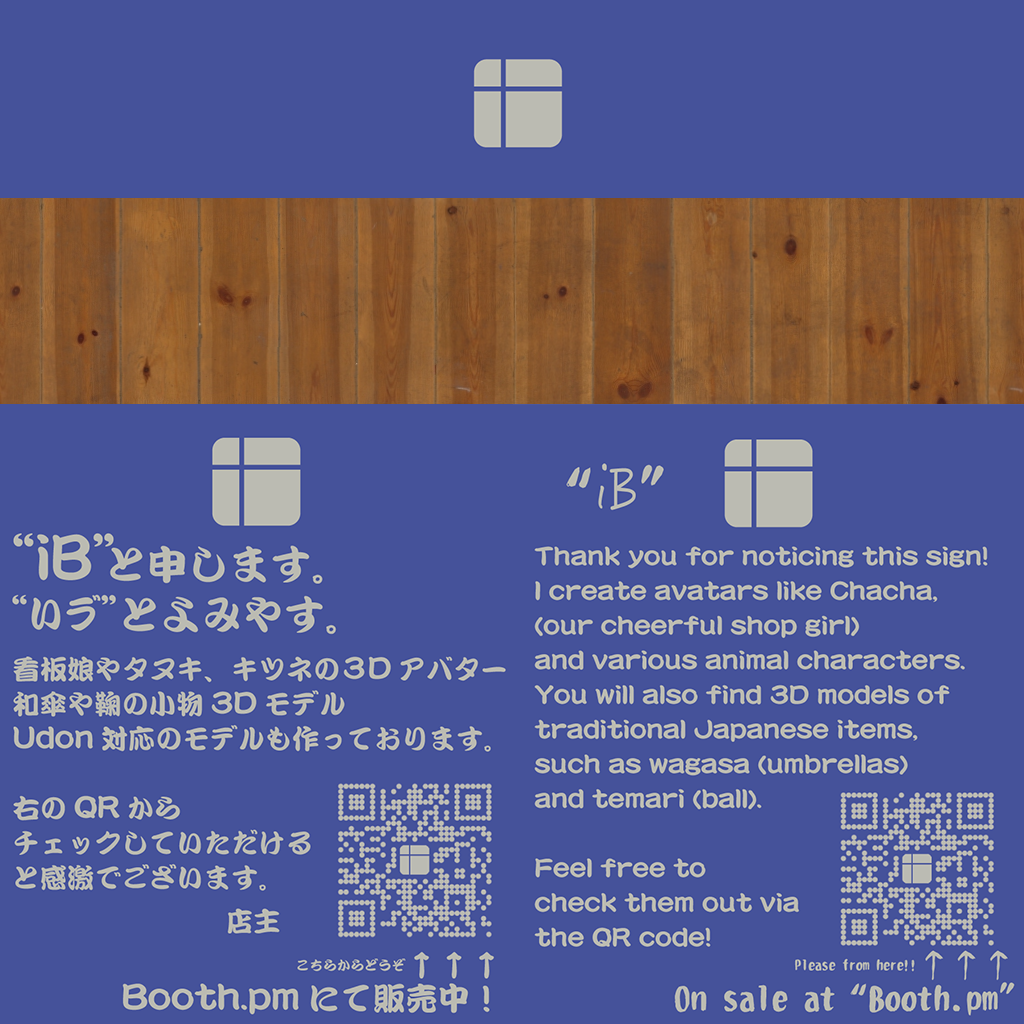 “iB”と申します。
“いヺ”とよみやす。
看板娘やタヌキ、キツネの3Dアバター
和傘や鞠の小物3Dモデル
Udon対応のモデルも作っております。
右のQRから
チェックしていただける
と感激でございます。
店主
こちらからどうぞ ↑ ↑ ↑
Booth.pmにて販売中！
“iB”
Thank you for noticing this sign!
I create avatars like Chacha,
(our cheerful shop girl)
and various animal characters.
You will also find 3D models of
traditional Japanese items,
such as wagasa (umbrellas)
and temari (ball).
Feel free to
check them out via
the QR code!
Please from here!! ↑ ↑ ↑
On sale at “Booth.pm”